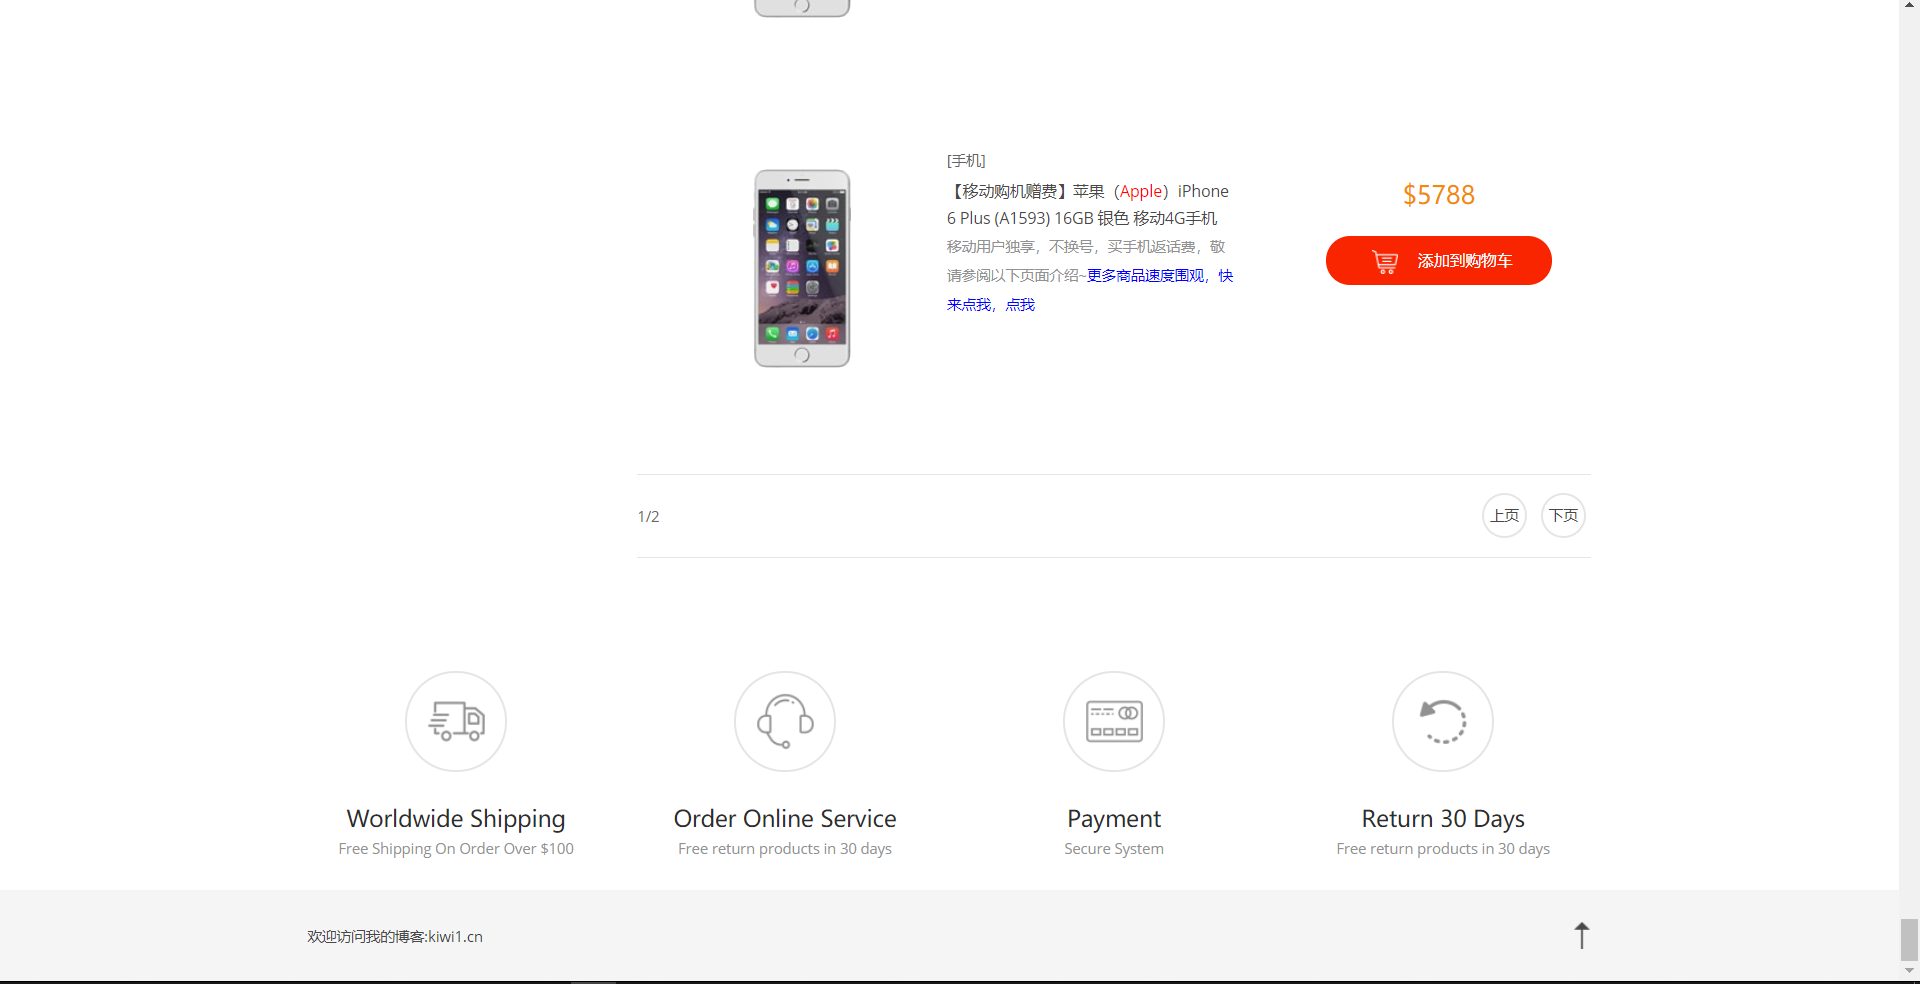 [手机]
【移动购机赠费】苹果（Apple）iPhone
6 Plus (A1593) 16GB 银色 移动4G手机
移动用户独享，不换号，买手机返话费，敬
请参阅以下页面介绍~更多商品速度围观，快
来点我，点我
$5788
添加到购物车
1/2
上页
下页
Worldwide Shipping
Free Shipping On Order Over $100
Order Online Service
Free return products in 30 days
Payment
Secure System
Return 30 Days
Free return products in 30 days
欢迎访问我的博客:kiwi1.cn